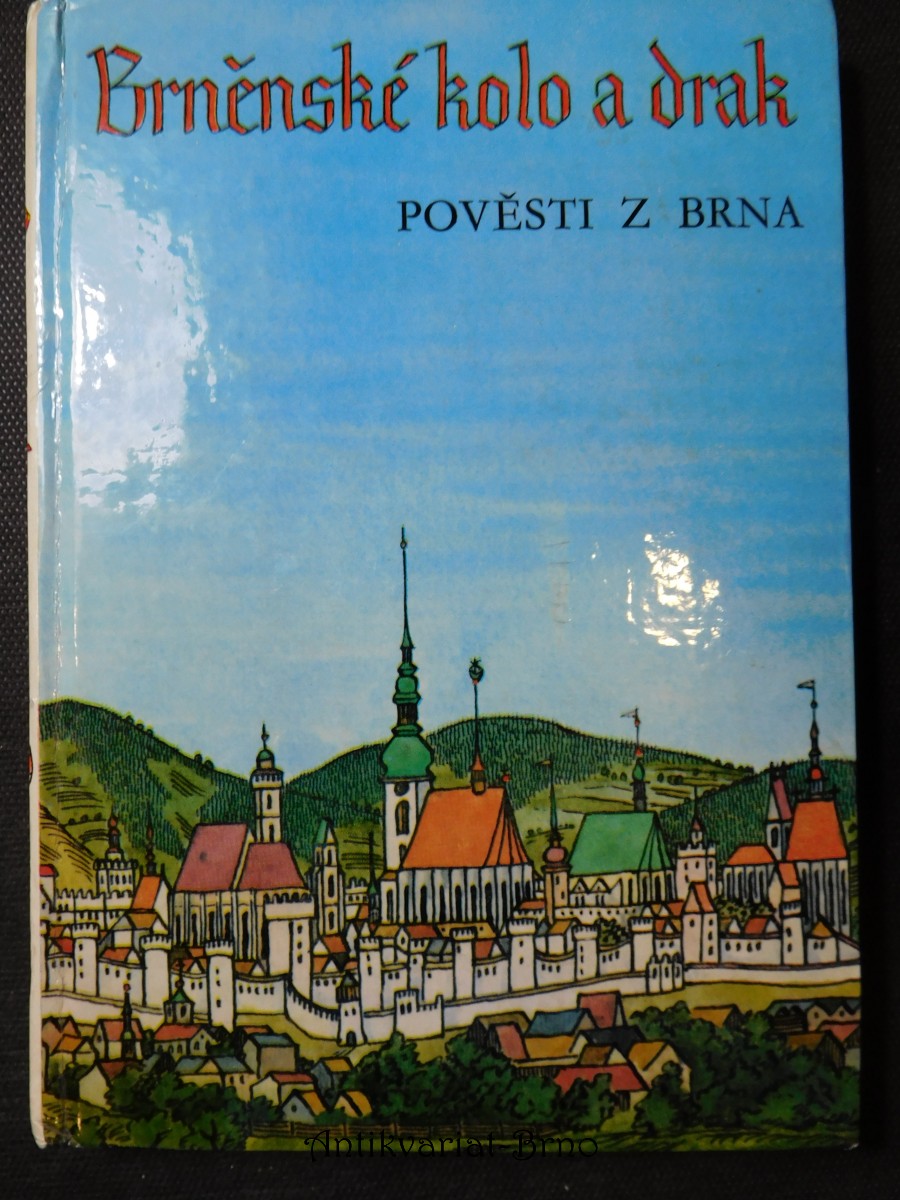 Brněnské kolo a drak
POVĚSTI Z BRNA
Antikvariat-Brno